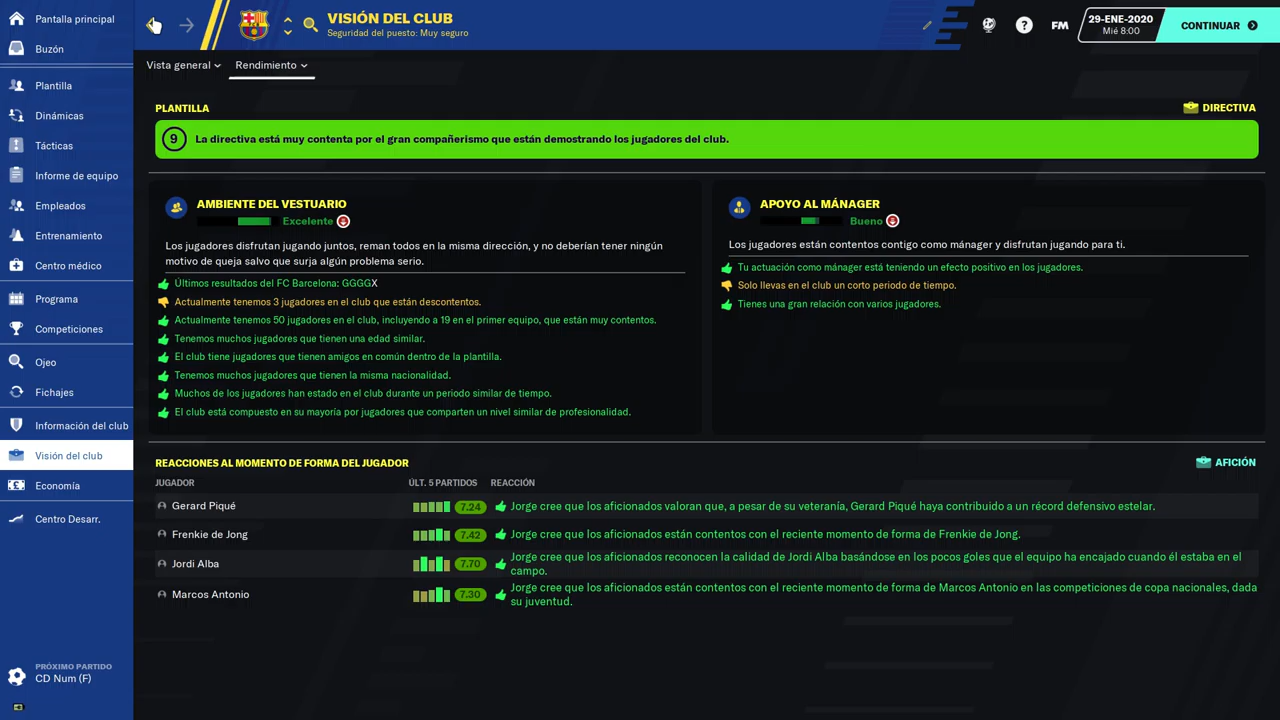 Pantalla principal
Buzón
Plantilla
Dinámicas
Tácticas
Informe de equipo
Empleados
Entrenamiento
Centro médico
Programa
Competiciones
Ojeo
Fichajes
Información del club
Visión del club
Economía
Centro Desarr.
PRÓXIMO PARTIDO
CD Num (F)
VISIÓN DEL CLUB
Seguridad del puesto: Muy seguro
?
FM
29-ENE-2020
Mié 8:00
CONTINUAR
Vista general
Rendimiento
PLANTILLA
DIRECTIVA
9 La directiva está muy contenta por el gran compañerismo que están demostrando los jugadores del club.
AMBIENTE DEL VESTUARIO
Excelente
Los jugadores disfrutan jugando juntos, reman todos en la misma dirección, y no deberían tener ningún
motivo de queja salvo que surja algún problema serio.
Últimos resultados del FC Barcelona: GGGGX
Actualmente tenemos 3 jugadores en el club que están descontentos.
Actualmente tenemos 50 jugadores en el club, incluyendo a 19 en el primer equipo, que están muy contentos.
Tenemos muchos jugadores que tienen una edad similar.
El club tiene jugadores que tienen amigos en común dentro de la plantilla.
Tenemos muchos jugadores que tienen la misma nacionalidad.
Muchos de los jugadores han estado en el club durante un periodo similar de tiempo.
El club está compuesto en su mayoría por jugadores que comparten un nivel similar de profesionalidad.
APOYO AL MÁNAGER
Bueno
Los jugadores están contentos contigo como mánager y disfrutan jugando para ti.
Tu actuación como mánager está teniendo un efecto positivo en los jugadores.
Solo llevas en el club un corto periodo de tiempo.
Tienes una gran relación con varios jugadores.
REACCIONES AL MOMENTO DE FORMA DEL JUGADOR
AFICIÓN
JUGADOR ÚLT. 5 PARTIDOS REACCIÓN
Gerard Piqué 7.24 Jorge cree que los aficionados valoran que, a pesar de su veteranía, Gerard Piqué haya contribuido a un récord defensivo estelar.
Frenkie de Jong 7.42 Jorge cree que los aficionados están contentos con el reciente momento de forma de Frenkie de Jong.
Jordi Alba 7.70 Jorge cree que los aficionados reconocen la calidad de Jordi Alba basándose en los pocos goles que el equipo ha encajado cuando él estaba en el
campo.
Marcos Antonio 7.30 Jorge cree que los aficionados están contentos con el reciente momento de forma de Marcos Antonio en las competiciones de copa nacionales, dada
su juventud.